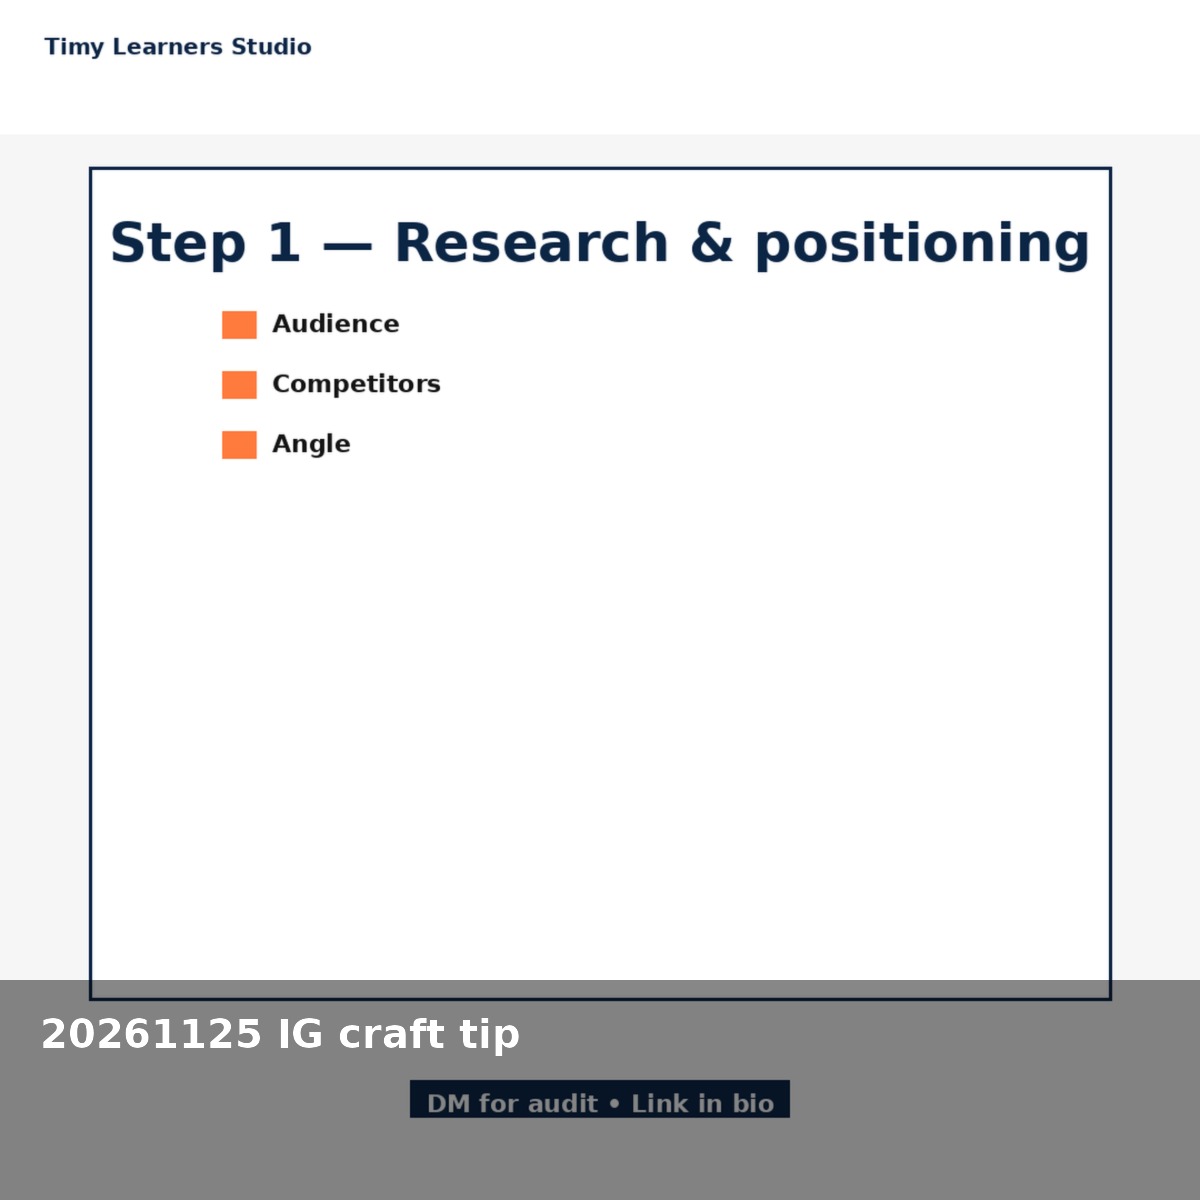 Timy Learners Studio
Step 1 — Research & positioning
Audience
Competitors
Angle
20261125 IG craft tip
DM for audit • Link in bio